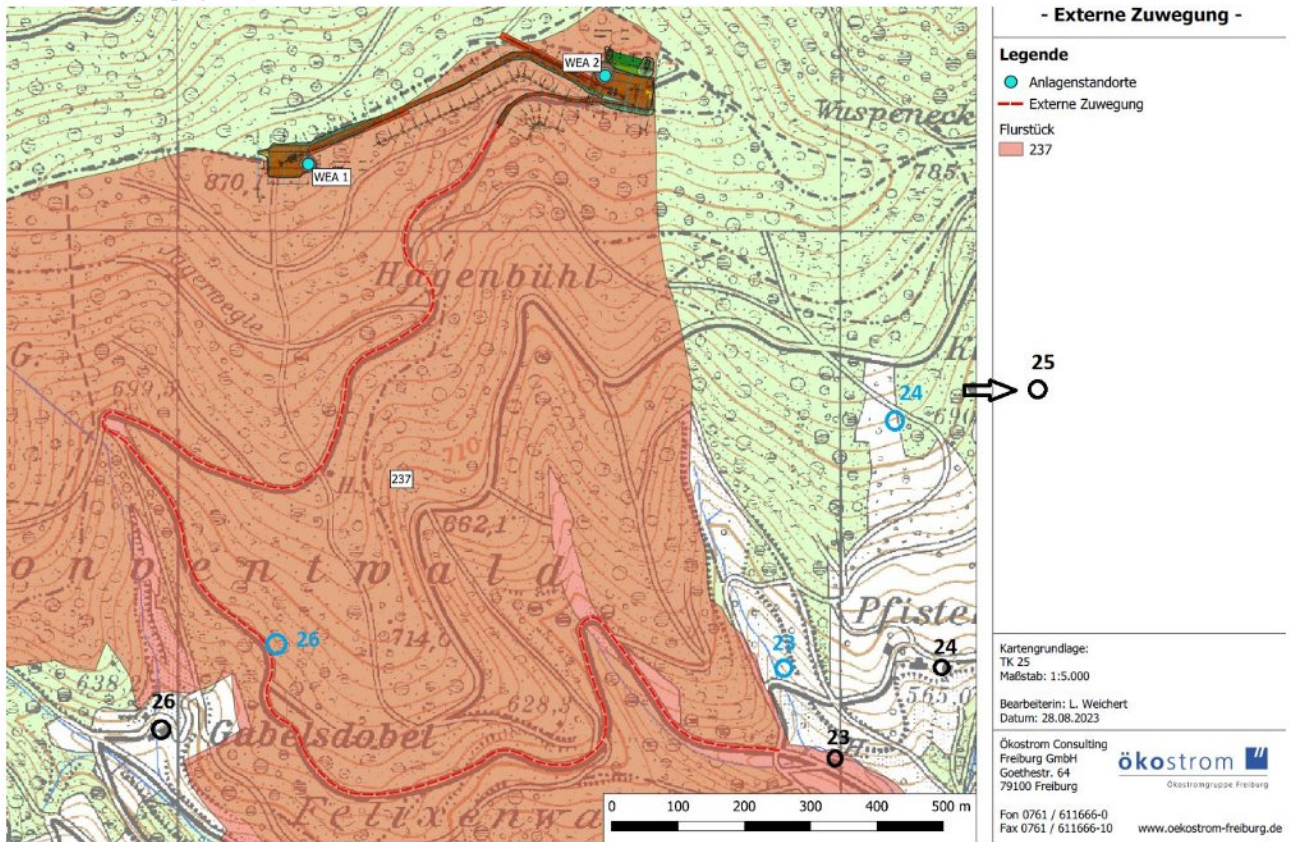 - Externe Zuwegung -
Legende
Anlagenstandorte
Externe Zuwegung
Flurstück
237
WEA 2
WEA 1
Wuspeneck
785,
870,
Hagenbühl
Jägerwegle
G.
699,
25
24
690
237
710
H.
662,1
onventwald
714,0
26
23
Pfiste
24
565,0
638
26
Gabelsdobel
628,3
23
H.
Felixenwa
0 100 200 300 400 500 m
Kartengrundlage:
TK 25
Maßstab: 1:5.000
Bearbeiterin: L. Weichert
Datum: 28.08.2023
Ökostrom Consulting
Freiburg GmbH
Goethestr. 64
79100 Freiburg
ökostrom
Ökostromgruppe Freiburg
Fon 0761 / 611666-0
Fax 0761 / 611666-10
www.oekostrom-freiburg.de